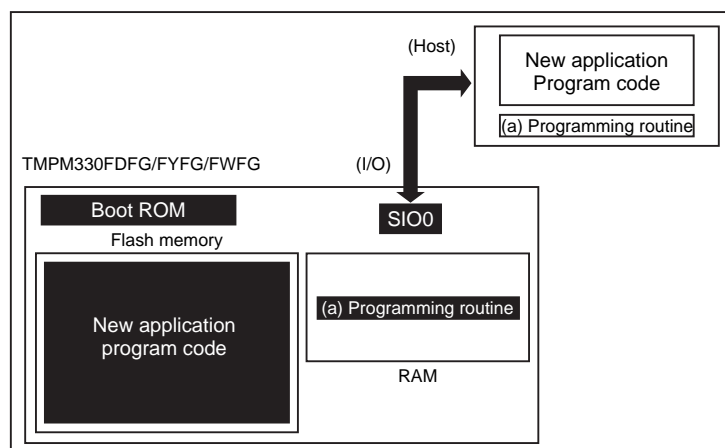 (Host)
New application
Program code
(a) Programming routine
TMPM330FDFG/FYFG/FWFG
(I/O)
Boot ROM
SIO0
Flash memory
New application
program code
(a) Programming routine
RAM